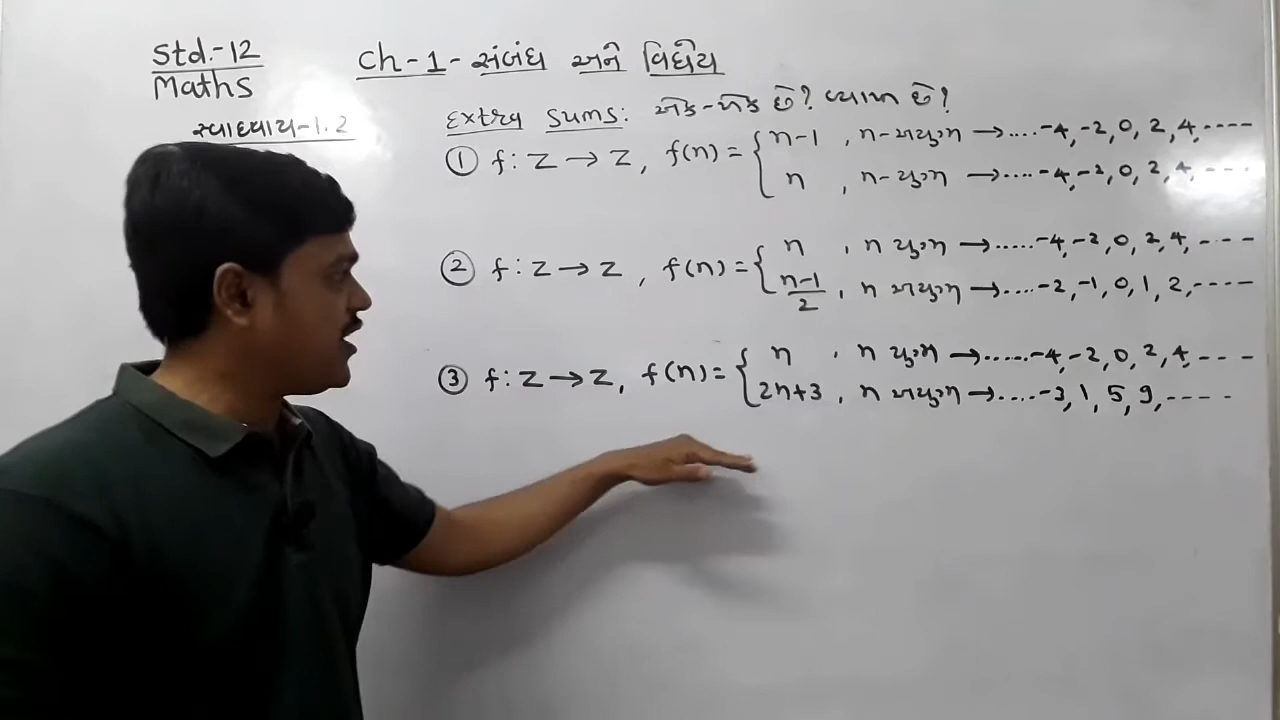 Std.-12
Maths
Ch-1-સંબંધ અને વિધેય
સ્વાધ્યાય-1.2
Extra Sums: એક-એક છે? વ્યાપ્ત છે?
① f: Z → Z, f(n) = { n-1 , n-અયુગ્મ → ....-4,-2,0,2,4,----
n , n-યુગ્મ → ....-4,-2,0,2,4,----
② f: Z → Z , f(n) = { n , n યુગ્મ → .....-4,-2,0,2,4,----
n-1/2 , n અયુગ્મ → ....-2,-1,0,1,2,----
③ f: Z → Z, f(n) = { n , n યુગ્મ → ......-4,-2,0,2,4,---
2n+3 , n અયુગ્મ → ....-3,1,5,9,----